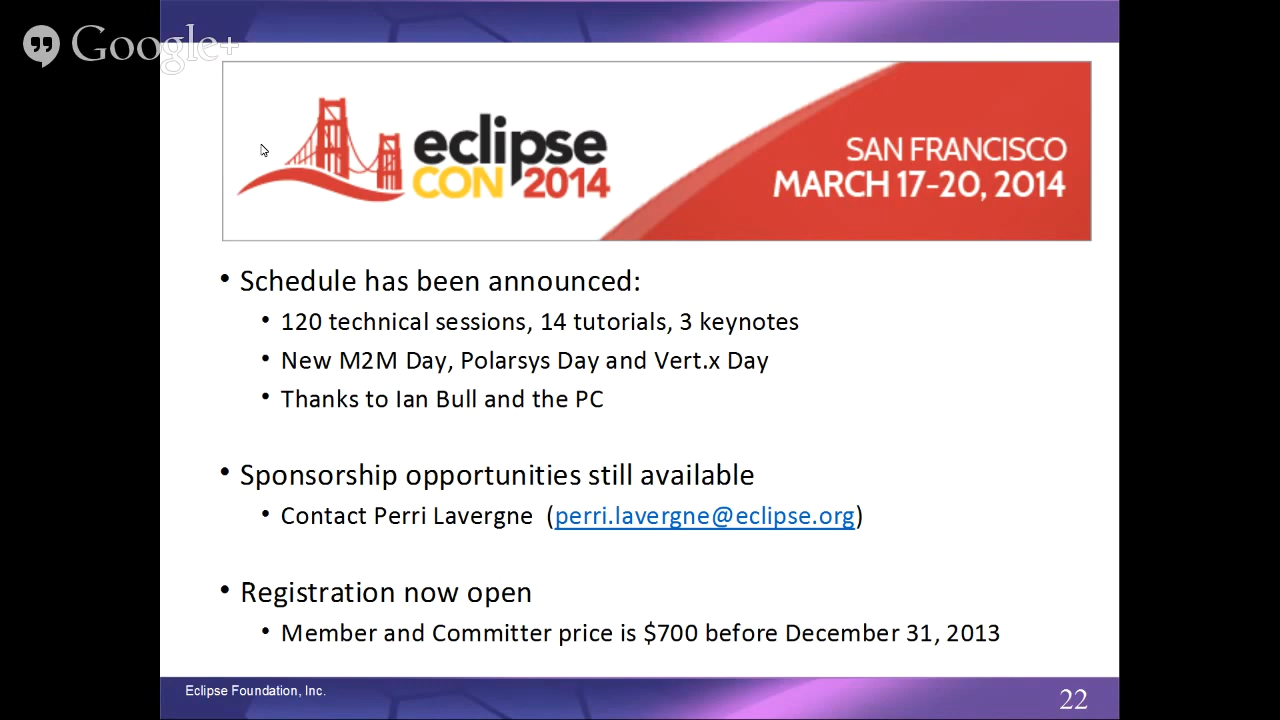 Google+
eclipse
CON 2014
SAN FRANCISCO
MARCH 17-20, 2014
• Schedule has been announced:
• 120 technical sessions, 14 tutorials, 3 keynotes
• New M2M Day, Polarsys Day and Vert.x Day
• Thanks to Ian Bull and the PC
• Sponsorship opportunities still available
• Contact Perri Lavergne (perri.lavergne@eclipse.org)
• Registration now open
• Member and Committer price is $700 before December 31, 2013
Eclipse Foundation, Inc.
22